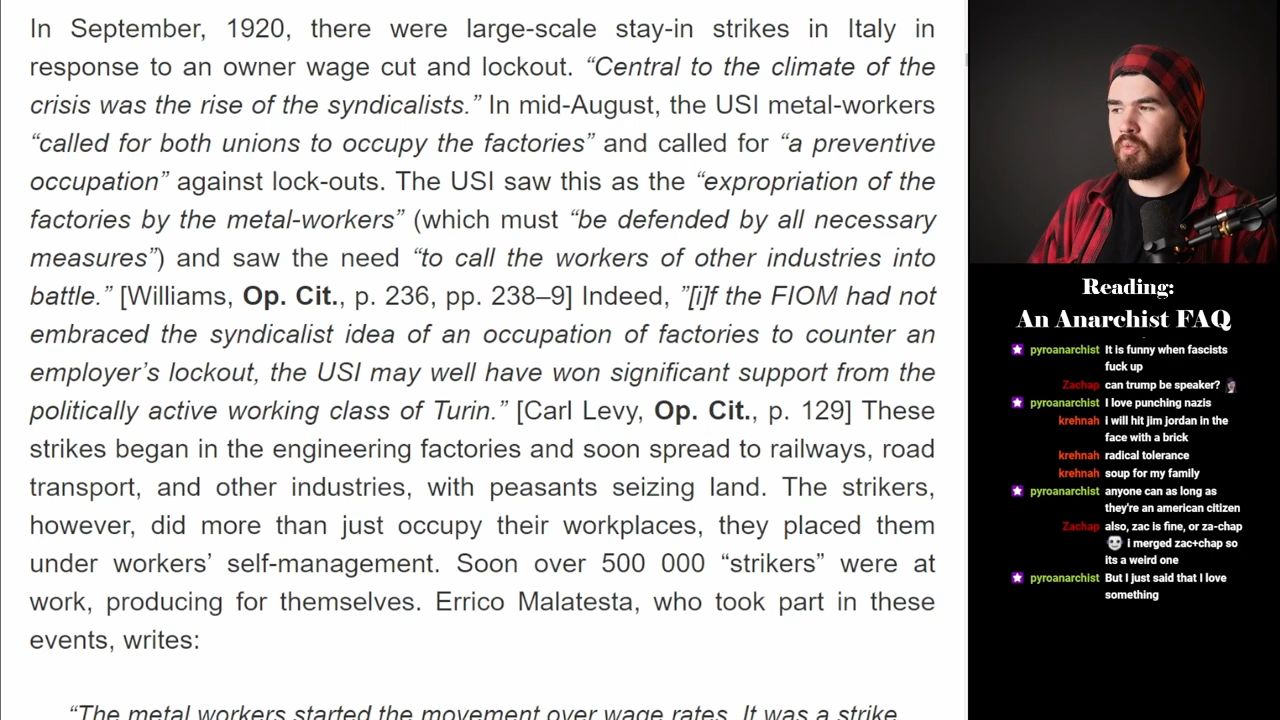 In September, 1920, there were large-scale stay-in strikes in Italy in
response to an owner wage cut and lockout. “Central to the climate of the
crisis was the rise of the syndicalists.” In mid-August, the USI metal-workers
“called for both unions to occupy the factories” and called for “a preventive
occupation” against lock-outs. The USI saw this as the “expropriation of the
factories by the metal-workers” (which must “be defended by all necessary
measures”) and saw the need “to call the workers of other industries into
battle.” [Williams, Op. Cit., p. 236, pp. 238–9] Indeed, ”[i]f the FIOM had not
embraced the syndicalist idea of an occupation of factories to counter an
employer’s lockout, the USI may well have won significant support from the
politically active working class of Turin.” [Carl Levy, Op. Cit., p. 129] These
strikes began in the engineering factories and soon spread to railways, road
transport, and other industries, with peasants seizing land. The strikers,
however, did more than just occupy their workplaces, they placed them
under workers’ self-management. Soon over 500 000 “strikers” were at
work, producing for themselves. Errico Malatesta, who took part in these
events, writes:
“The metal workers started the movement over wage rates. It was a strike
Reading:
An Anarchist FAQ
pyroanarchist It is funny when fascists
fuck up
Zachap can trump be speaker?
pyroanarchist I love punching nazis
krehnah I will hit jim jordan in the
face with a brick
krehnah radical tolerance
krehnah soup for my family
pyroanarchist anyone can as long as
they're an american citizen
Zachap also, zac is fine, or za-chap
i merged zac+chap so
its a weird one
pyroanarchist But I just said that I love
something